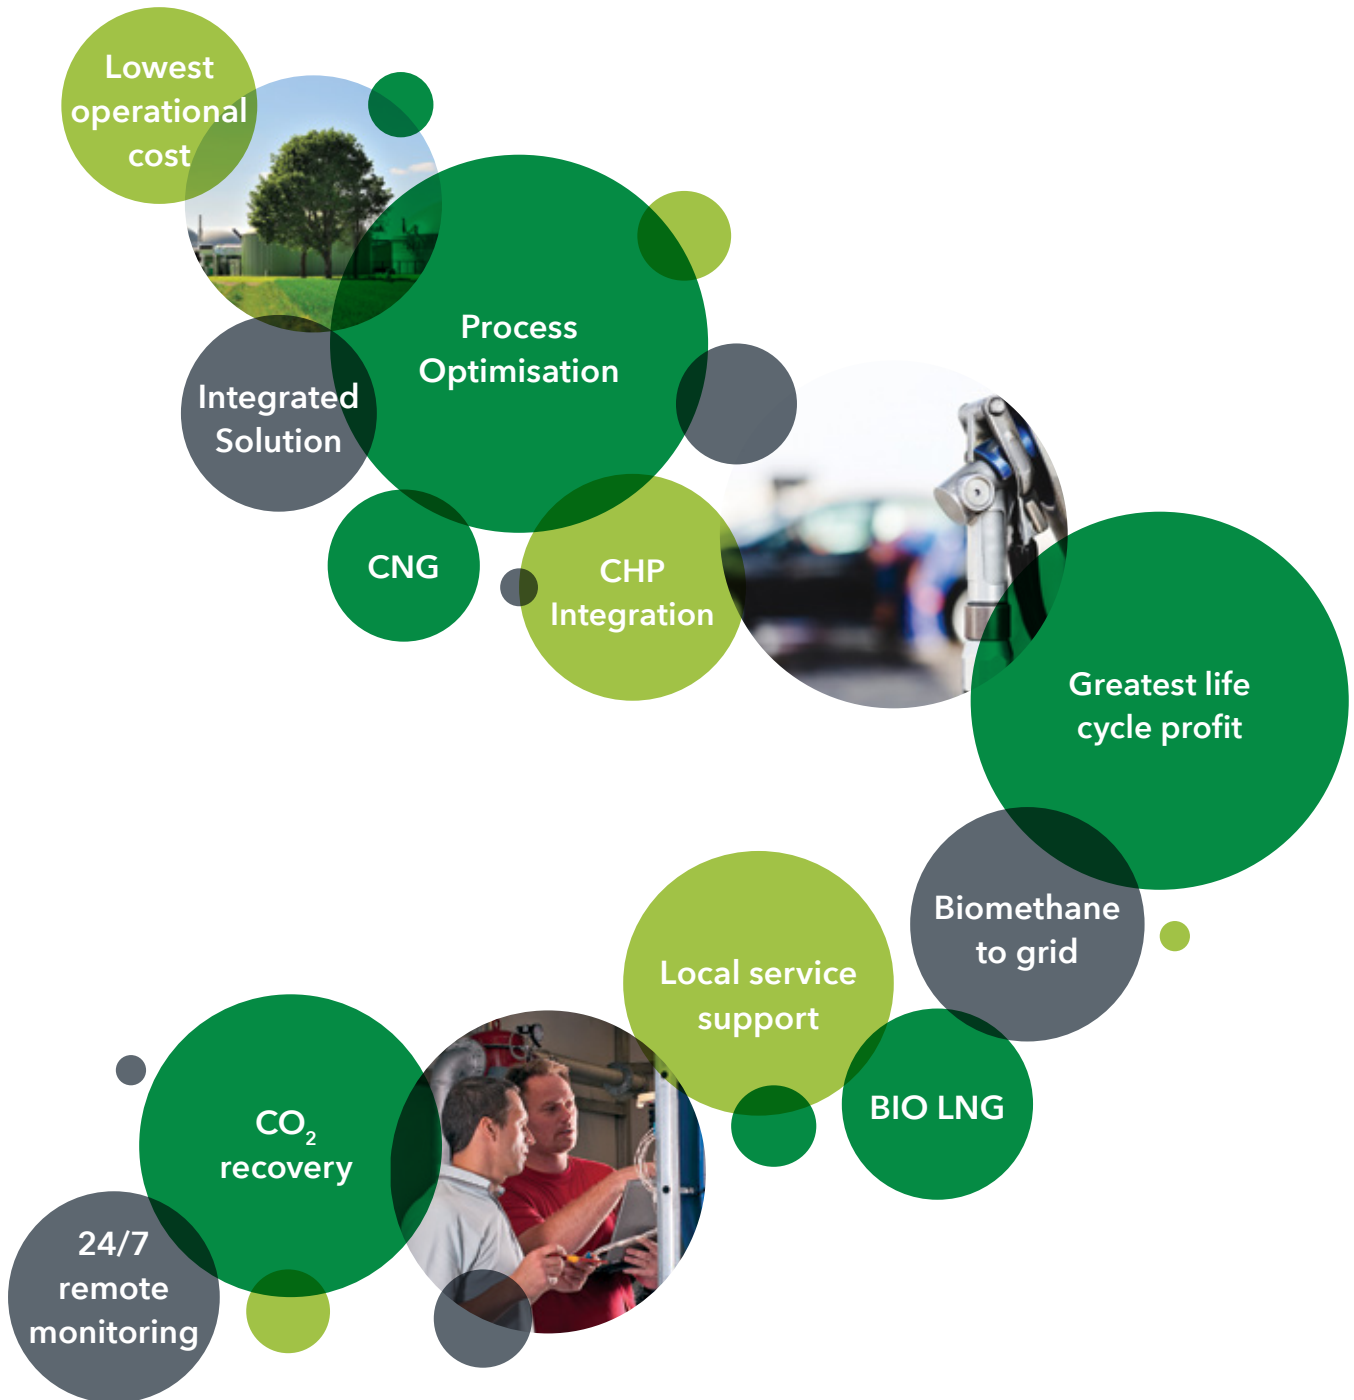 Lowest
operational
cost
Process
Optimisation
Integrated
Solution
CNG
CHP
Integration
Greatest life
cycle profit
Biomethane
to grid
Local service
support
BIO LNG
CO₂
recovery
24/7
remote
monitoring